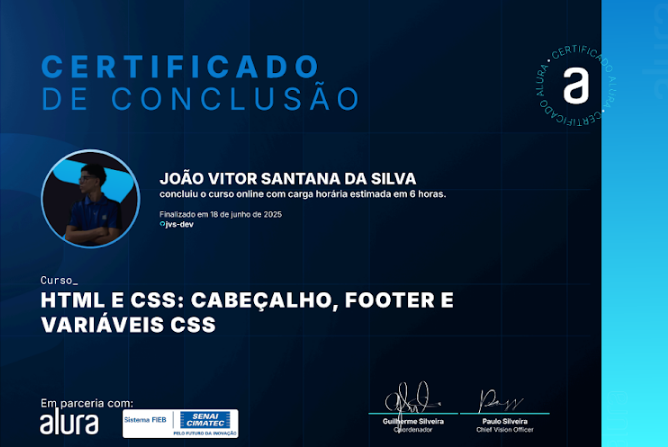 CERTIFICADO
DE CONCLUSÃO
CERTIFICADO ALURA • CERTIFICADO ALURA •
a
alura
JOÃO VITOR SANTANA DA SILVA
concluiu o curso online com carga horária estimada em 6 horas.
Finalizado em 18 de junho de 2025
jvs-dev
Curso_
HTML E CSS: CABEÇALHO, FOOTER E
VARIÁVEIS CSS
Em parceria com:
alura
Sistema FIEB
SENAI
CIMATEC
PELO FUTURO DA INOVAÇÃO
Guilherme Silveira
Coordenador
Paulo Silveira
Chief Vision Officer